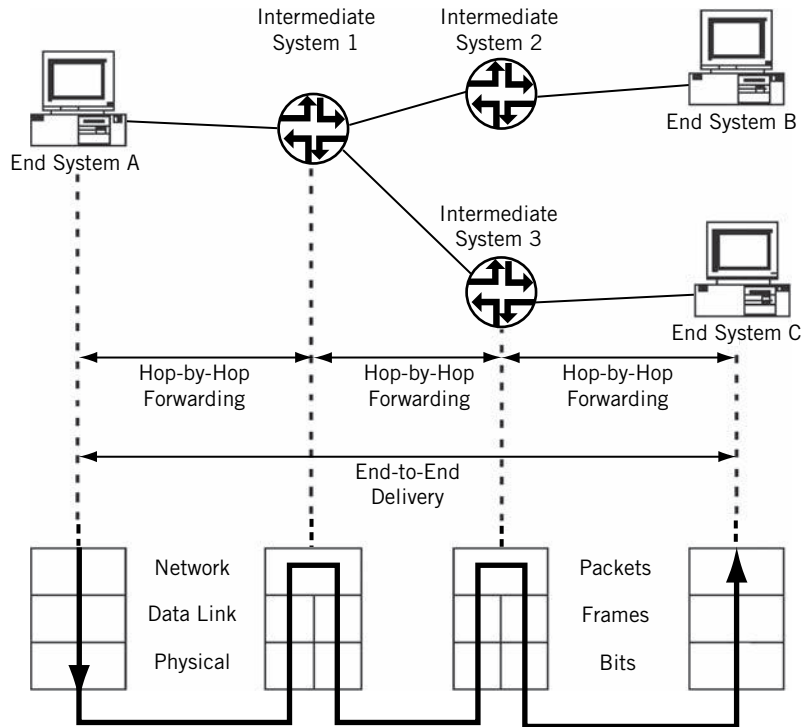 Intermediate
System 1
Intermediate
System 2
End System A
End System B
Intermediate
System 3
End System C
Hop-by-Hop
Forwarding
Hop-by-Hop
Forwarding
Hop-by-Hop
Forwarding
End-to-End
Delivery
Network
Packets
Data Link
Frames
Physical
Bits